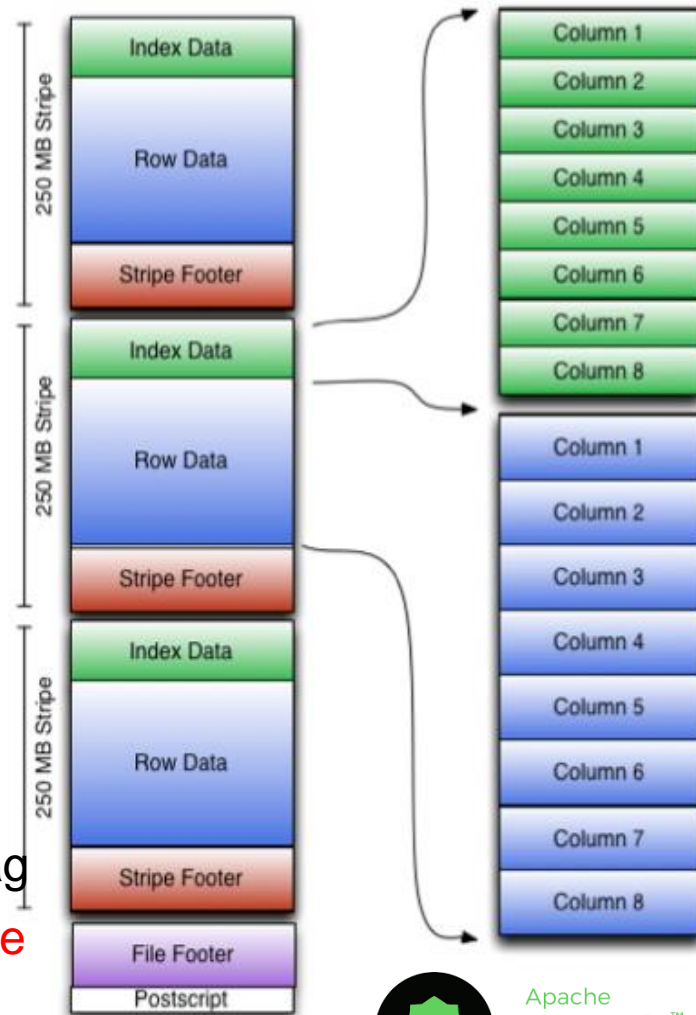 250 MB Stripe
Index Data
Row Data
Stripe Footer
250 MB Stripe
Index Data
Row Data
Stripe Footer
250 MB Stripe
Index Data
Row Data
Stripe Footer
File Footer
Postscript
Column 1
Column 2
Column 3
Column 4
Column 5
Column 6
Column 7
Column 8
Column 1
Column 2
Column 3
Column 4
Column 5
Column 6
Column 7
Column 8
Apache
™